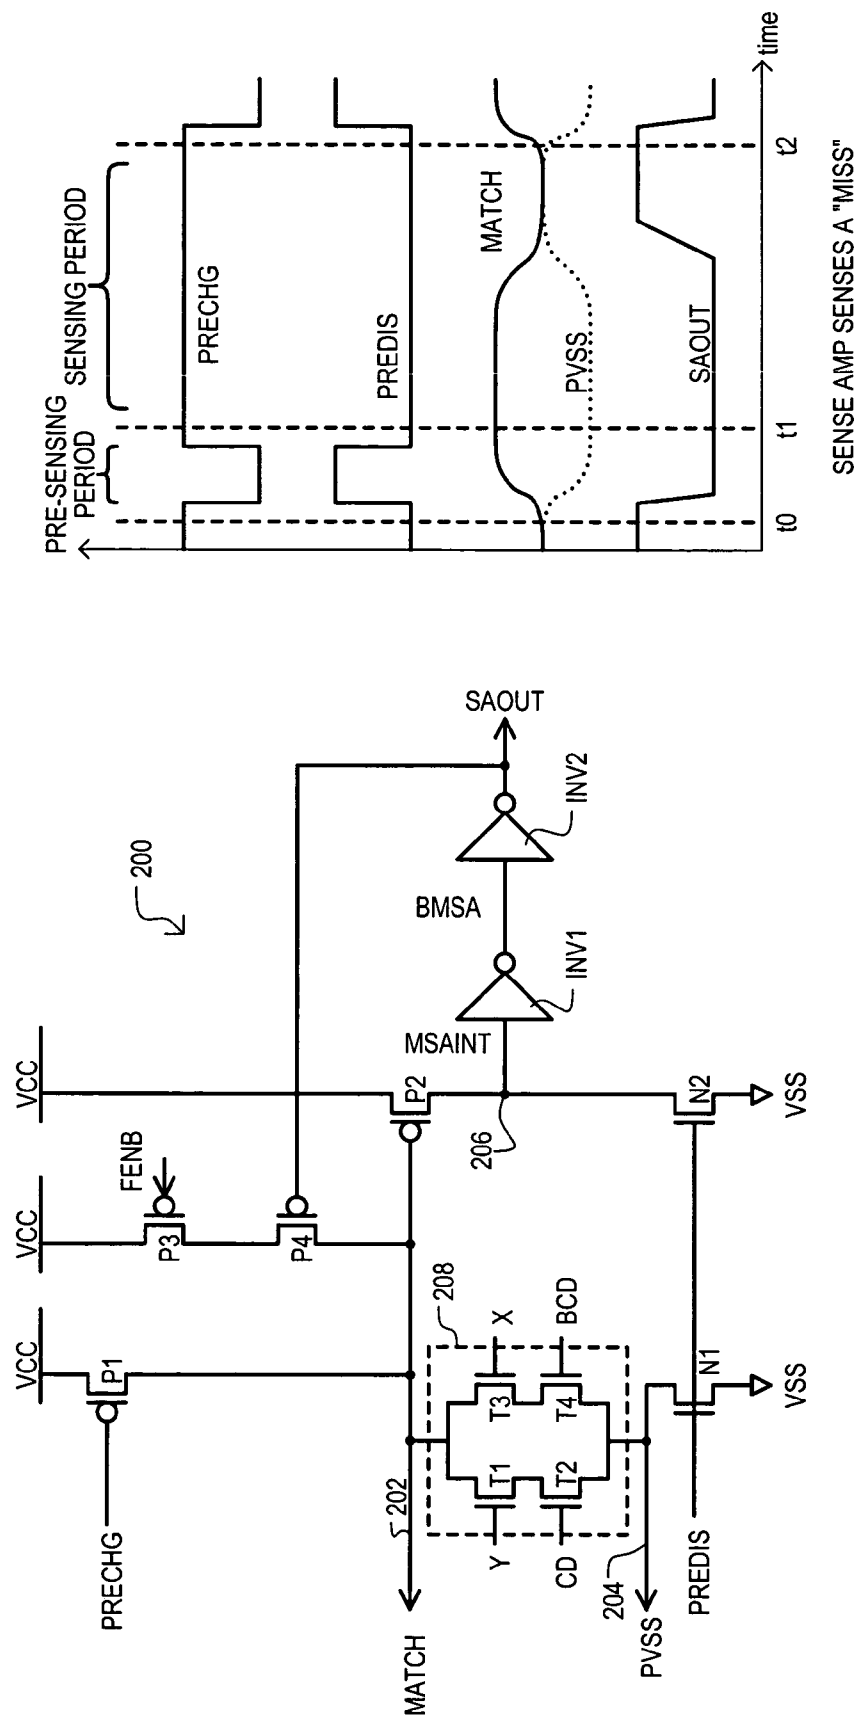 200
VCC
VCC
VCC
PRECHG
P1
FENB
P3
P4
P2
SAOUT
INV2
BMSA
INV1
MSAINT
206
202
MATCH
208
Y
T1
T3
X
CD
T2
T4
BCD
204
PVSS
N1
N2
PREDIS
VSS
VSS
PRE-SENSING
PERIOD
SENSING PERIOD
PRECHG
PREDIS
MATCH
PVSS
SAOUT
t0
t1
t2
time
SENSE AMP SENSES A "MISS"